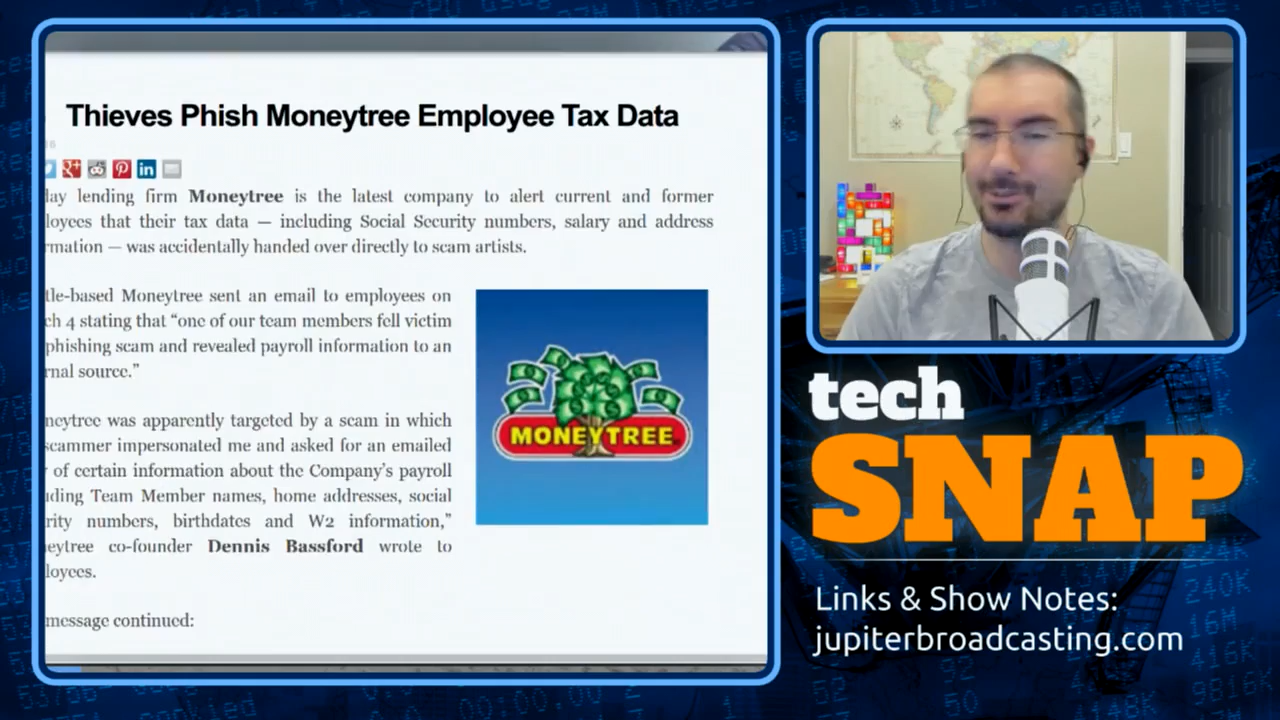 Thieves Phish Moneytree Employee Tax Data
lay lending firm Moneytree is the latest company to alert current and former
loyees that their tax data — including Social Security numbers, salary and address
rmation — was accidentally handed over directly to scam artists.
tle-based Moneytree sent an email to employees on
ch 4 stating that “one of our team members fell victim
phishing scam and revealed payroll information to an
rnal source.”
neytree was apparently targeted by a scam in which
scammer impersonated me and asked for an emailed
of certain information about the Company’s payroll
uding Team Member names, home addresses, social
rity numbers, birthdates and W2 information,”
eytree co-founder Dennis Bassford wrote to
loyees.
message continued:
MONEYTREE
tech
SNAP
Links & Show Notes:
jupiterbroadcasting.com